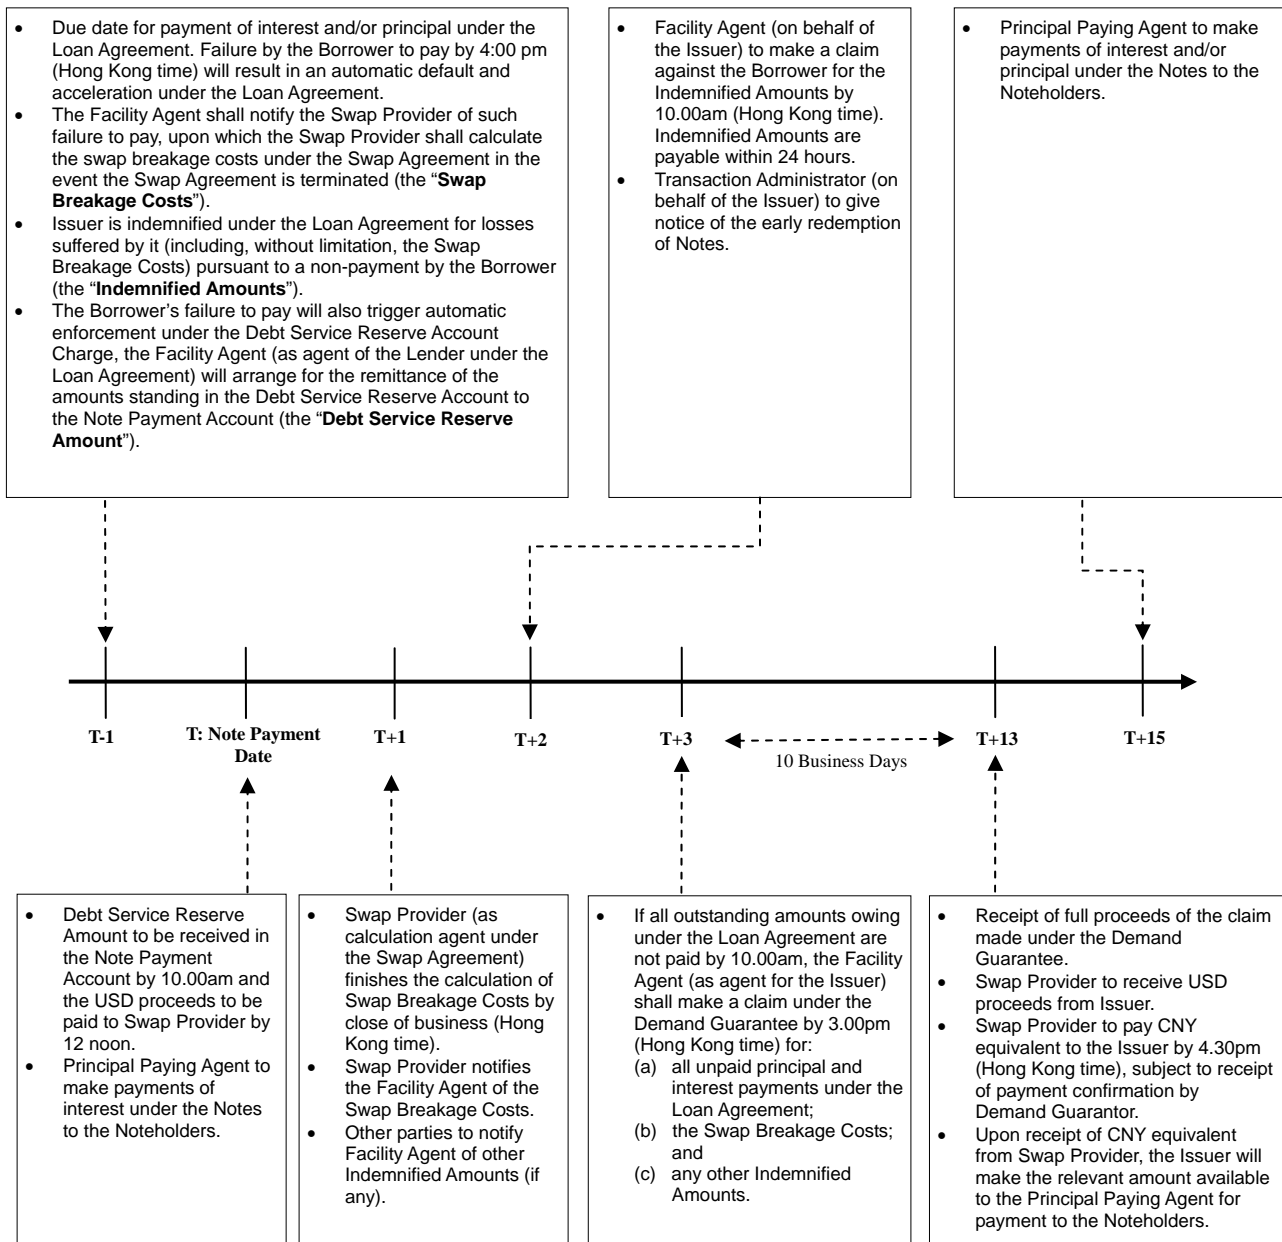 • Due date for payment of interest and/or principal under the
Loan Agreement. Failure by the Borrower to pay by 4:00 pm
(Hong Kong time) will result in an automatic default and
acceleration under the Loan Agreement.
• The Facility Agent shall notify the Swap Provider of such
failure to pay, upon which the Swap Provider shall calculate
the swap breakage costs under the Swap Agreement in the
event the Swap Agreement is terminated (the “Swap
Breakage Costs”).
• Issuer is indemnified under the Loan Agreement for losses
suffered by it (including, without limitation, the Swap
Breakage Costs) pursuant to a non-payment by the Borrower
(the “Indemnified Amounts”).
• The Borrower’s failure to pay will also trigger automatic
enforcement under the Debt Service Reserve Account
Charge, the Facility Agent (as agent of the Lender under the
Loan Agreement) will arrange for the remittance of the
amounts standing in the Debt Service Reserve Account to
the Note Payment Account (the “Debt Service Reserve
Amount”).
• Facility Agent (on behalf of
the Issuer) to make a claim
against the Borrower for the
Indemnified Amounts by
10.00am (Hong Kong time).
Indemnified Amounts are
payable within 24 hours.
• Transaction Administrator (on
behalf of the Issuer) to give
notice of the early redemption
of Notes.
• Principal Paying Agent to make
payments of interest and/or
principal under the Notes to the
Noteholders.
T-1
T: Note Payment
Date
T+1
T+2
T+3
10 Business Days
T+13
T+15
• Debt Service Reserve
Amount to be received in
the Note Payment
Account by 10.00am and
the USD proceeds to be
paid to Swap Provider by
12 noon.
• Principal Paying Agent to
make payments of
interest under the Notes
to the Noteholders.
• Swap Provider (as
calculation agent under
the Swap Agreement)
finishes the calculation of
Swap Breakage Costs by
close of business (Hong
Kong time).
• Swap Provider notifies
the Facility Agent of the
Swap Breakage Costs.
• Other parties to notify
Facility Agent of other
Indemnified Amounts (if
any).
• If all outstanding amounts owing
under the Loan Agreement are
not paid by 10.00am, the Facility
Agent (as agent for the Issuer)
shall make a claim under the
Demand Guarantee by 3.00pm
(Hong Kong time) for:
(a) all unpaid principal and
interest payments under the
Loan Agreement;
(b) the Swap Breakage Costs;
and
(c) any other Indemnified
Amounts.
• Receipt of full proceeds of the claim
made under the Demand
Guarantee.
• Swap Provider to receive USD
proceeds from Issuer.
• Swap Provider to pay CNY
equivalent to the Issuer by 4.30pm
(Hong Kong time), subject to receipt
of payment confirmation by
Demand Guarantor.
• Upon receipt of CNY equivalent
from Swap Provider, the Issuer will
make the relevant amount available
to the Principal Paying Agent for
payment to the Noteholders.